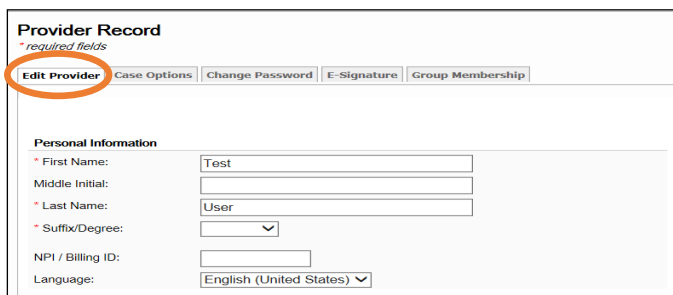 Provider Record
* required fields
Edit Provider Case Options Change Password E-Signature Group Membership
Personal Information
* First Name: Test
Middle Initial:
* Last Name: User
* Suffix/Degree:
NPI / Billing ID:
Language: English (United States)